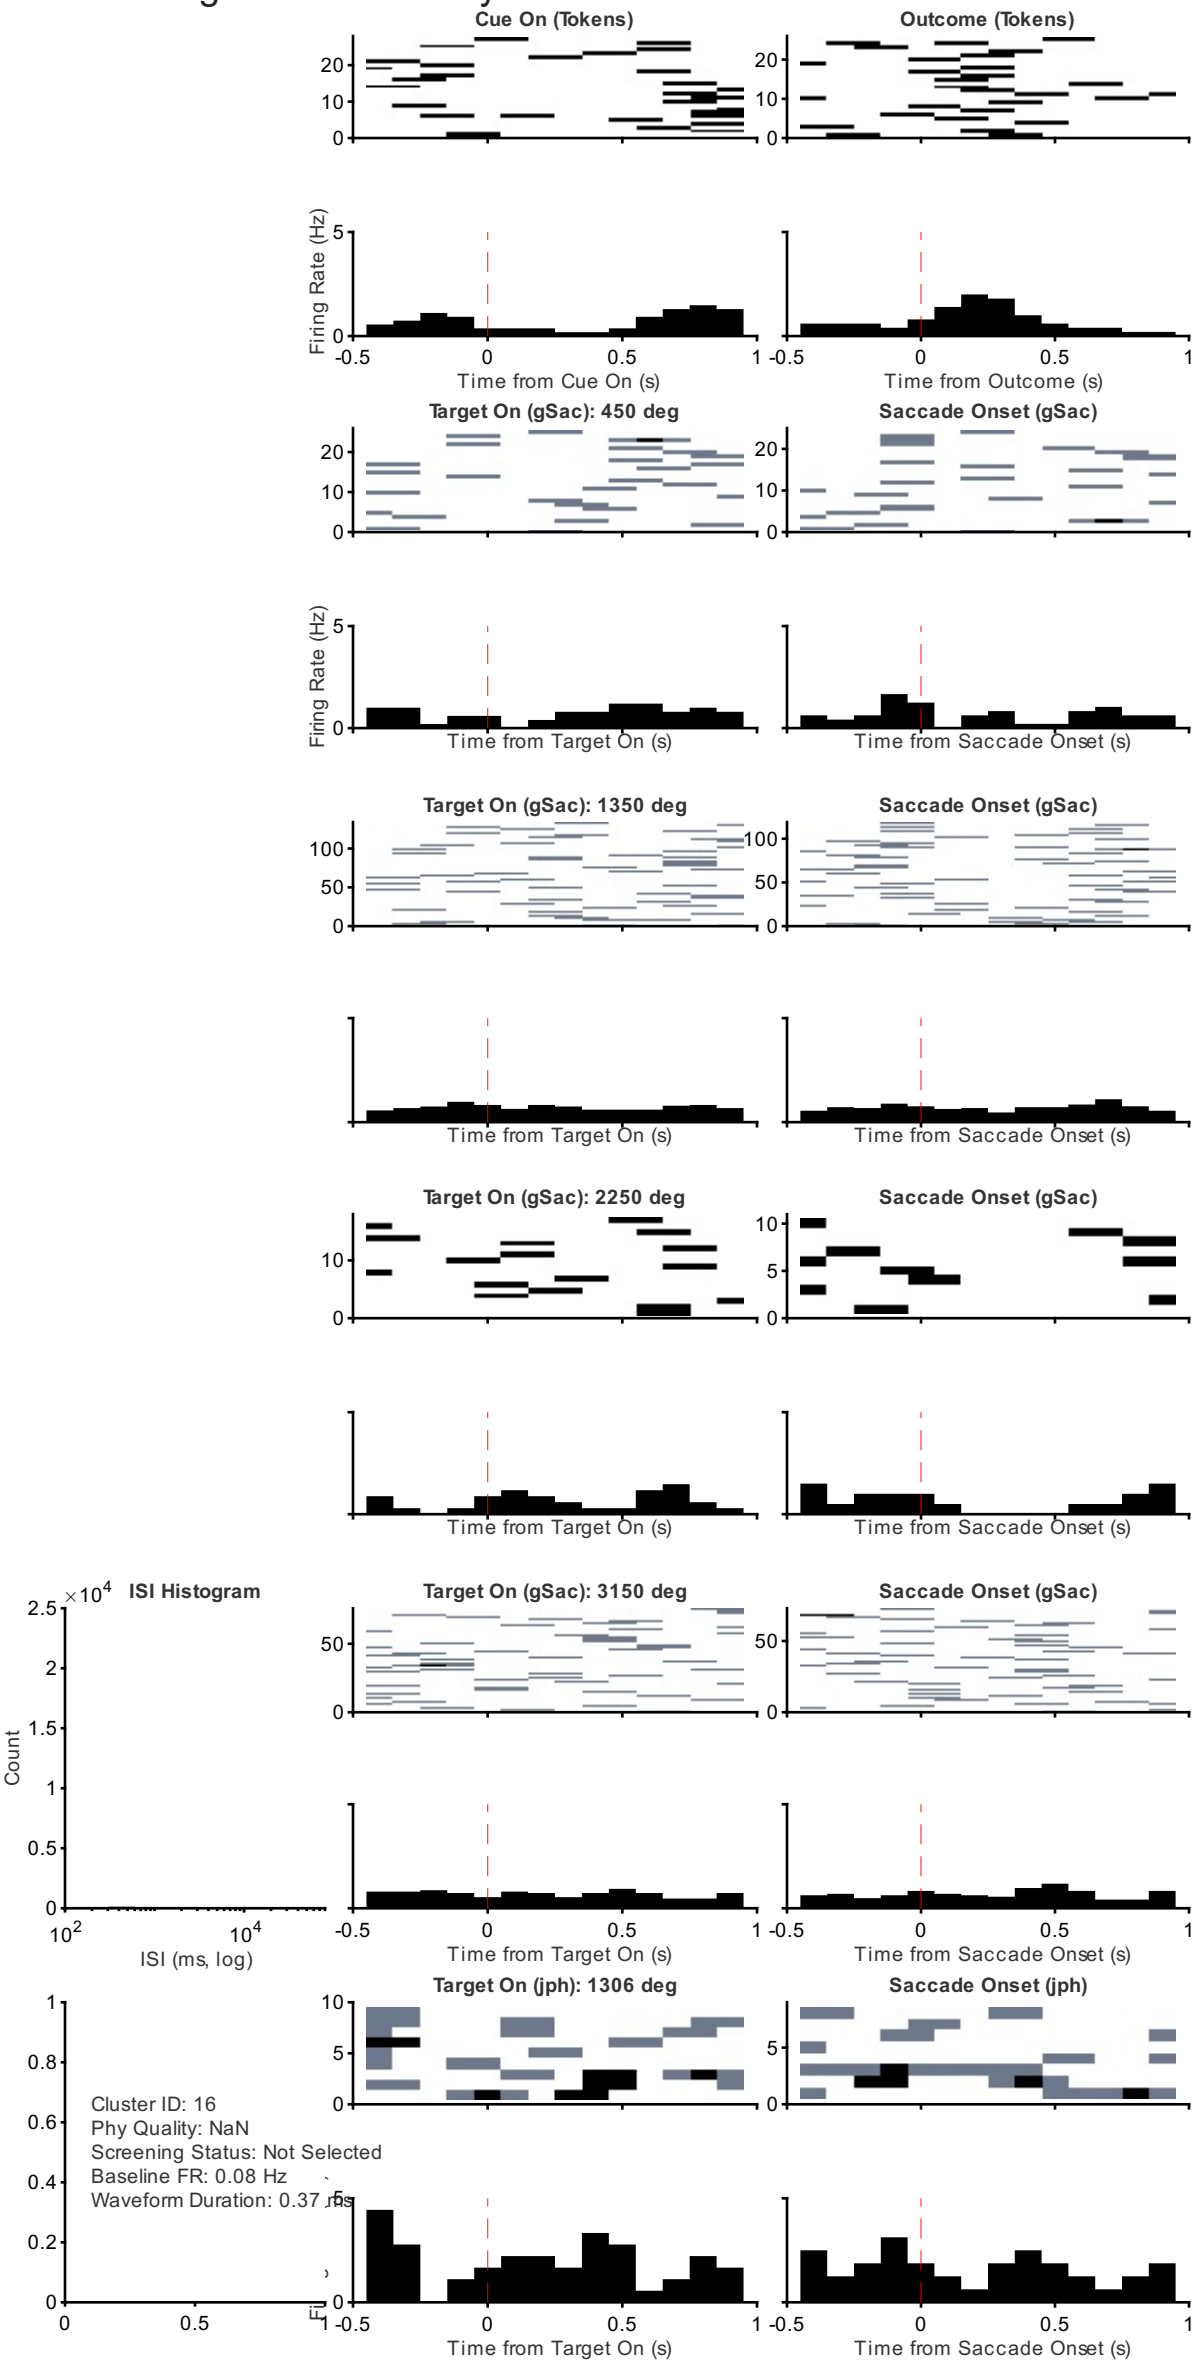 Cue On (Tokens)
Outcome (Tokens)
20
10
0
20
10
0
Firing Rate (Hz)
5
0
-0.5
0
0.5
1
-0.5
0
0.5
1
Time from Cue On (s)
Time from Outcome (s)
Target On (gSac): 450 deg
Saccade Onset (gSac)
20
10
0
20
10
0
Firing Rate (Hz)
5
0
Time from Target On (s)
Time from Saccade Onset (s)
Target On (gSac): 1350 deg
Saccade Onset (gSac)
100
50
0
100
50
0
Time from Target On (s)
Time from Saccade Onset (s)
Target On (gSac): 2250 deg
Saccade Onset (gSac)
10
0
10
5
0
Time from Target On (s)
Time from Saccade Onset (s)
×10⁴ ISI Histogram
Target On (gSac): 3150 deg
Saccade Onset (gSac)
2.5
2
1.5
1
0.5
0
Count
10²
10⁴
ISI (ms, log)
50
0
50
0
-0.5
0
0.5
1
-0.5
0
0.5
1
Time from Target On (s)
Time from Saccade Onset (s)
Target On (jph): 1306 deg
Saccade Onset (jph)
1
0.8
0.6
0.4
0.2
0
0
0.5
1
Cluster ID: 16
Phy Quality: NaN
Screening Status: Not Selected
Baseline FR: 0.08 Hz
Waveform Duration: 0.37 ms
10
5
0
5
0
5
0
-0.5
0
0.5
1
-0.5
0
0.5
1
Time from Target On (s)
Time from Saccade Onset (s)